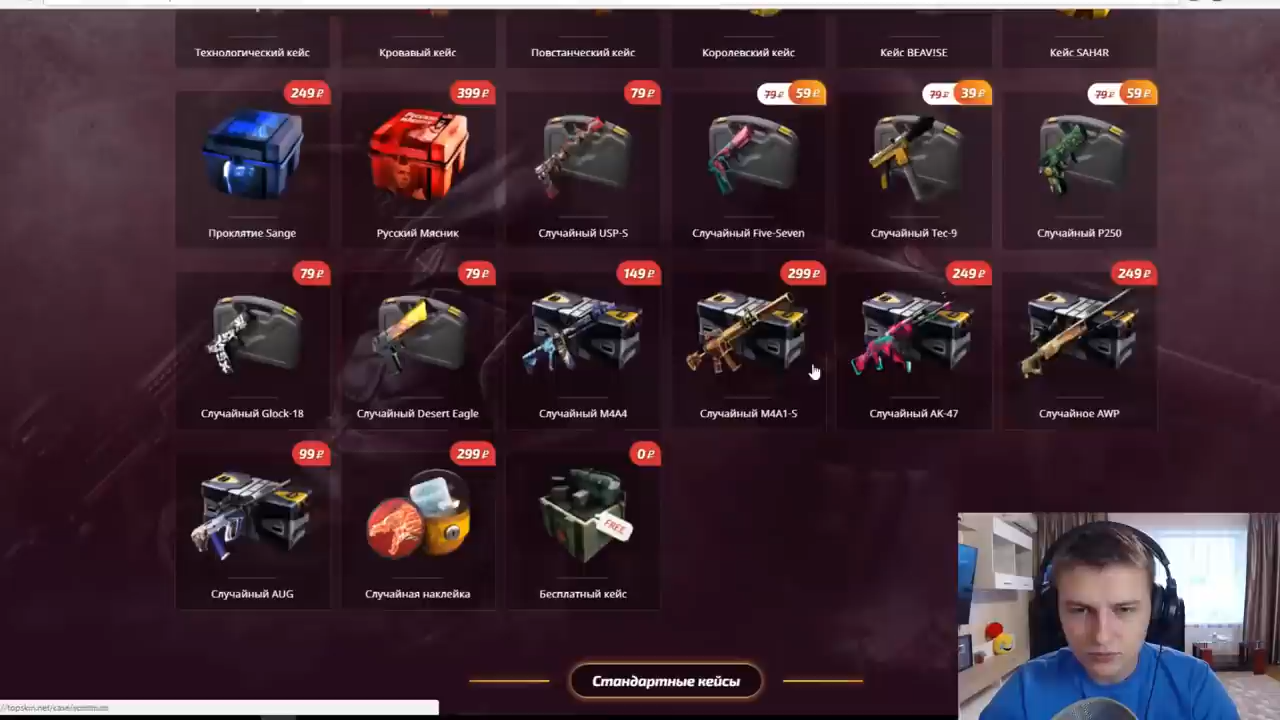 Технологический кейс
Кровавый кейс
Повстанческий кейс
Королевский кейс
Кейс BEAV!SE
Кейс SAH4R
249 ₽
399 ₽
79 ₽
79 ₽ 59 ₽
79 ₽ 39 ₽
79 ₽ 59 ₽
Проклятие Sange
Русский Мясник
Случайный USP-S
Случайный Five-Seven
Случайный Tec-9
Случайный P250
79 ₽
79 ₽
149 ₽
299 ₽
249 ₽
249 ₽
Случайный Glock-18
Случайный Desert Eagle
Случайный M4A4
Случайный M4A1-S
Случайный AK-47
Случайное AWP
99 ₽
299 ₽
0 ₽
FREE
Случайный AUG
Случайная наклейка
Бесплатный кейс
Стандартные кейсы